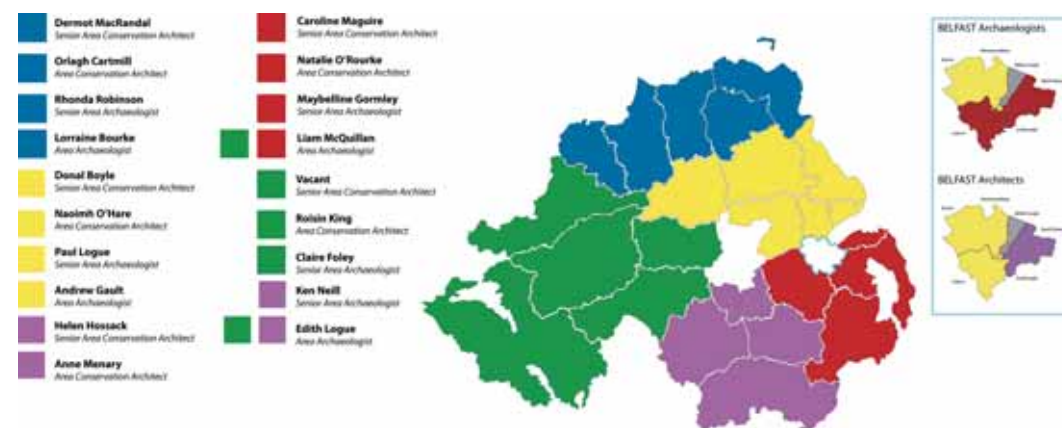 Dermot MacRandal
Senior Area Conservation Architect
Orlagh Cartmill
Area Conservation Architect
Rhonda Robinson
Senior Area Archaeologist
Lorraine Bourke
Area Archaeologist
Donal Boyle
Senior Area Conservation Architect
Naoimh O'Hare
Area Conservation Architect
Paul Logue
Senior Area Archaeologist
Andrew Gault
Area Archaeologist
Helen Hossack
Senior Area Conservation Architect
Anne Menary
Area Conservation Architect
Caroline Maguire
Senior Area Conservation Architect
Natalie O'Rourke
Area Conservation Architect
Maybelline Gormley
Senior Area Archaeologist
Liam McQuillan
Area Archaeologist
Vacant
Senior Area Conservation Architect
Roisin King
Area Conservation Architect
Claire Foley
Senior Area Archaeologist
Ken Neill
Senior Area Archaeologist
Edith Logue
Area Archaeologist
BELFAST Archaeologists
BELFAST Architects